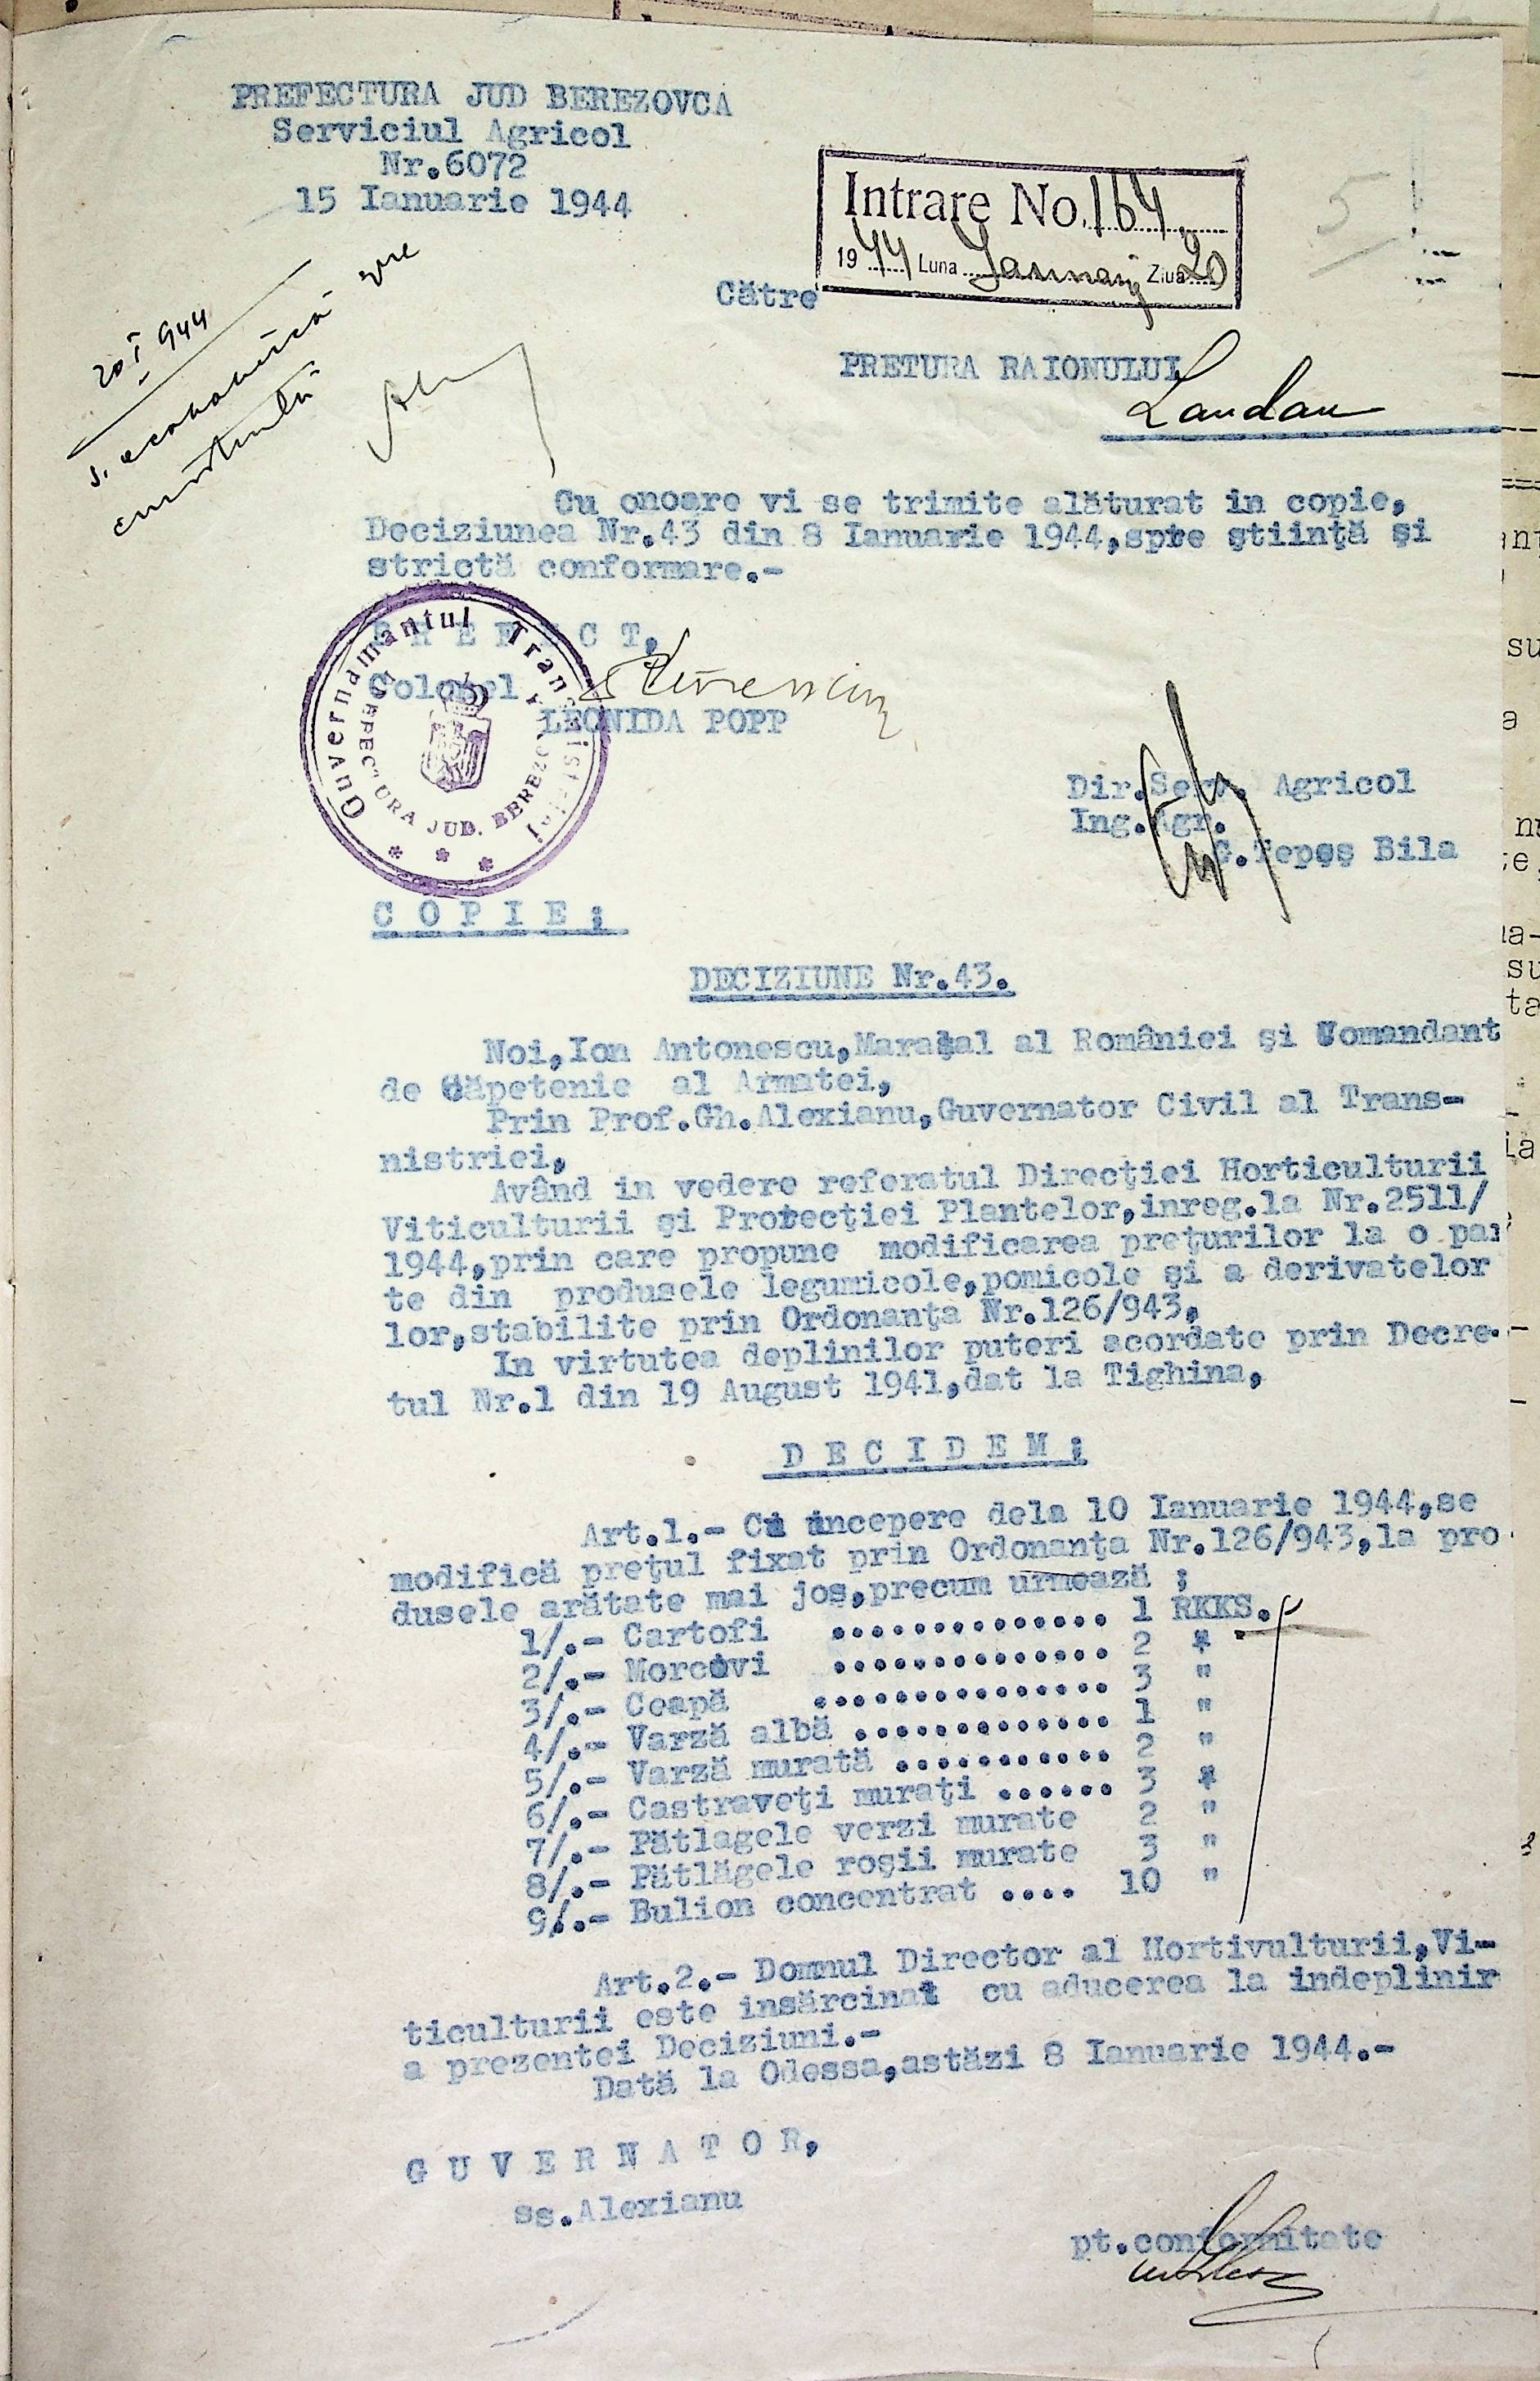 PREFECTURA JUD BEREZOVCA
Serviciul Agricol
Nr.6072
15 Ianuarie 1944
Intrare No. 164
1944 Luna Ianuarie Ziua 20
5
Către
20 I 944
s. economică spre
PRETURA RAIONULUI
Landau
Cu onoare vi se trimite alăturat in copie,
Deciziunea Nr.43 din 8 Ianuarie 1944,spre ştiinţă şi
strictă conformare.-
P R E F E C T,
Colonel
LEONIDA POPP
Guvernamantul Transnistriei
PREFECTURA JUD. BEREZOVCA
Dir.Serv. Agricol
Ing.Agr.
G.Ţepeş Bila
C O P I E :
DECIZIUNE Nr.43.
Noi,Ion Antonescu,Mareşal al României şi Comandant
de Căpetenie al Armatei,
Prin Prof.Gh.Alexianu,Guvernator Civil al Trans-
nistriei,
Având in vedere referatul Direcţiei Horticulturii
Viticulturii şi Protecţiei Plantelor,inreg.la Nr.2511/
1944,prin care propune modificarea preţurilor la o par
te din produsele legumicole,pomicole şi a derivatelor
lor,stabilite prin Ordonanţa Nr.126/943,
In virtutea deplinilor puteri acordate prin Decre-
tul Nr.1 din 19 August 1941,dat la Tighina,
D E C I D E M :
Art.1.- Cu incepere dela 10 Ianuarie 1944,se
modifică preţul fixat prin Ordonanţa Nr.126/943,la pro
dusele arătate mai jos,precum urmează ;
1/.- Cartofi .............. 1 RKKS.
2/.- Morcovi .............. 2 "
3/.- Ceapă ............... 3 "
4/.- Varză albă ............. 1 "
5/.- Varză murată ........... 2 "
6/.- Castraveţi muraţi ...... 3 "
7/.- Pătlagele verzi murate 2 "
8/.- Pătlăgele roşii murate 3 "
9/.- Bulion concentrat .... 10 "
Art.2.- Domnul Director al Hortivulturii,Vi-
ticulturii este insărcinat cu aducerea la indeplinir
a prezentei Deciziuni.-
Dată la Odessa,astăzi 8 Ianuarie 1944.-
G U V E R N A T O R,
ss.Alexianu
pt.conformitate